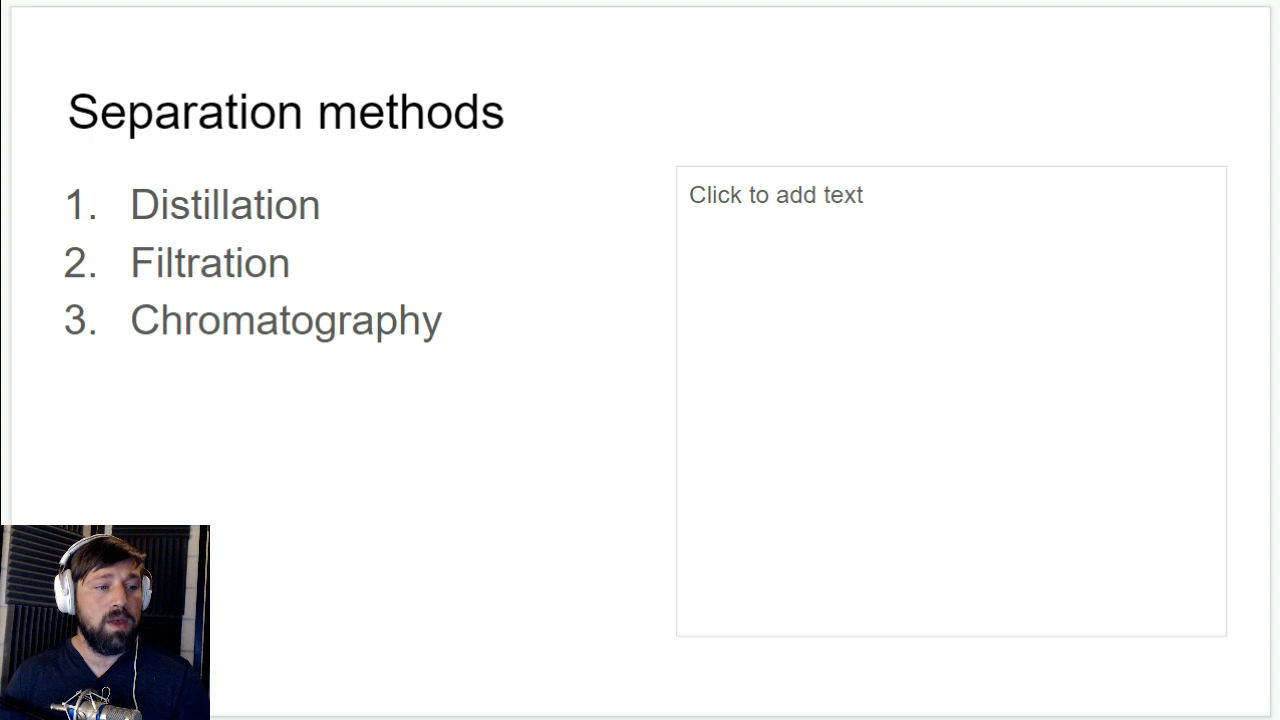 Separation methods
1. Distillation
2. Filtration
3. Chromatography
Click to add text